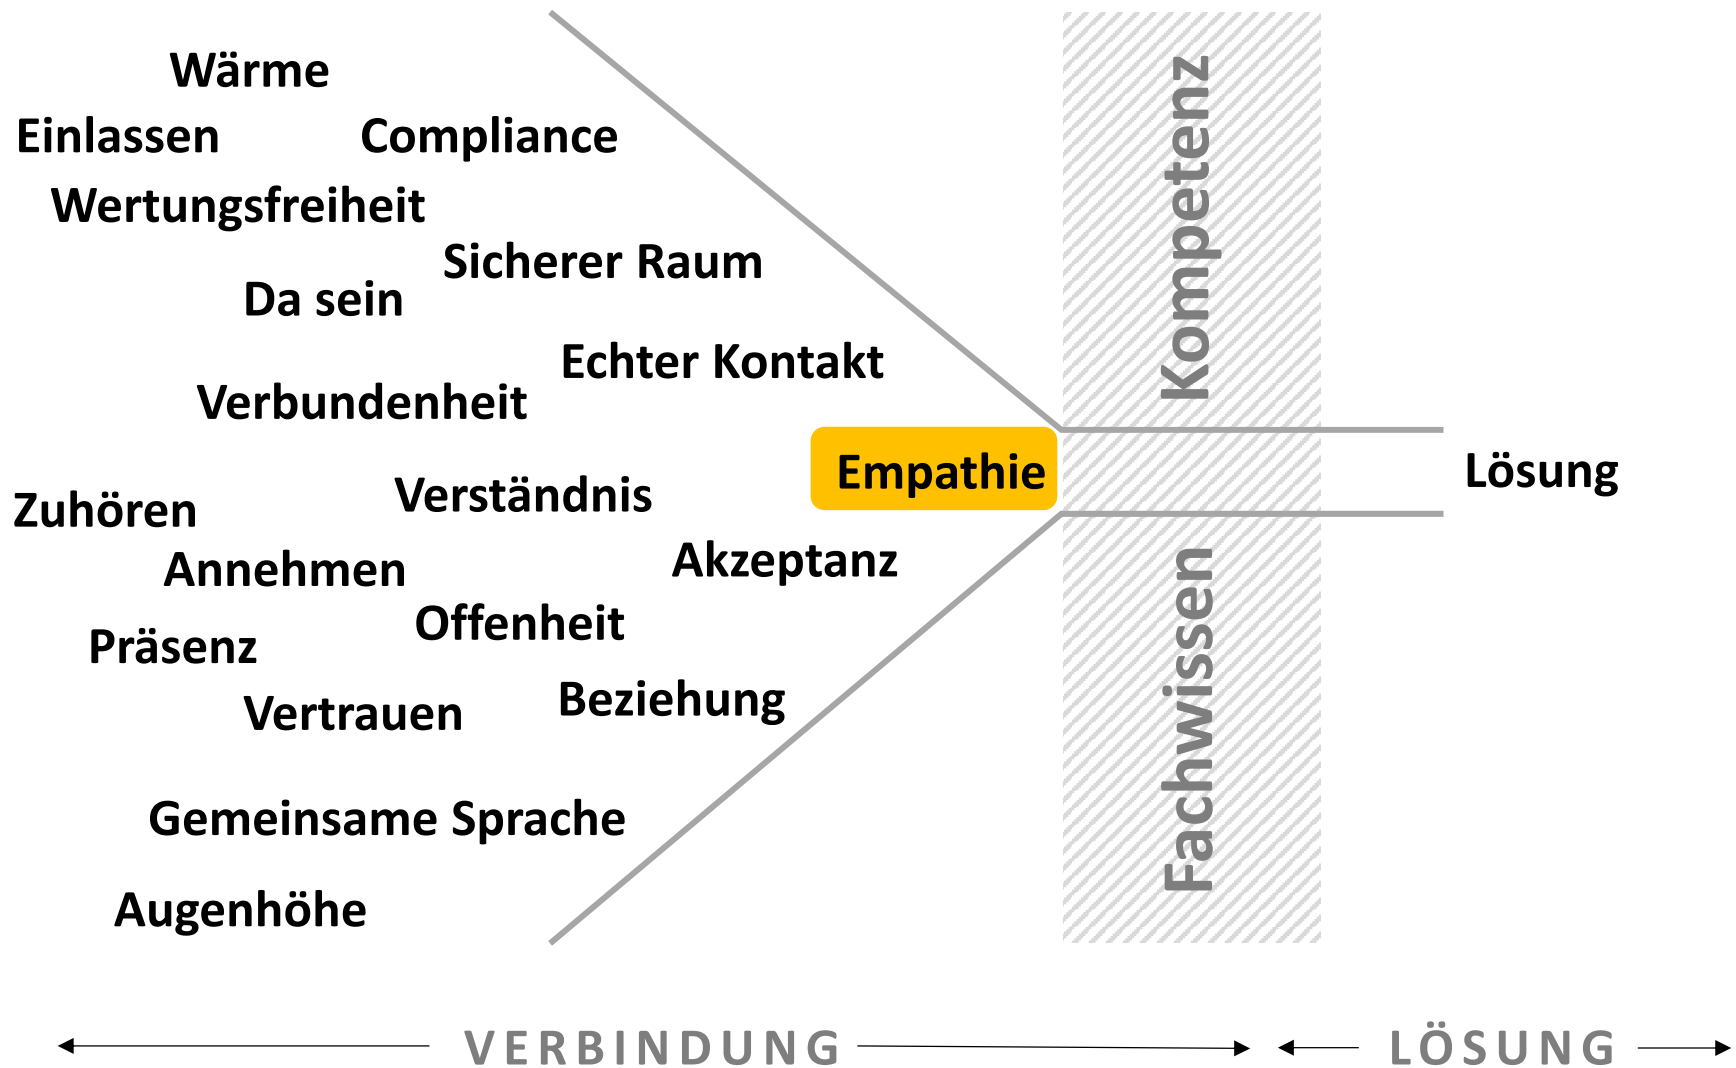 Wärme
Einlassen
Compliance
Wertungsfreiheit
Sicherer Raum
Da sein
Echter Kontakt
Verbundenheit
Empathie
Verständnis
Zuhören
Annehmen
Akzeptanz
Offenheit
Präsenz
Beziehung
Vertrauen
Gemeinsame Sprache
Augenhöhe
Kompetenz
Fachwissen
Lösung
VERBINDUNG
LÖSUNG